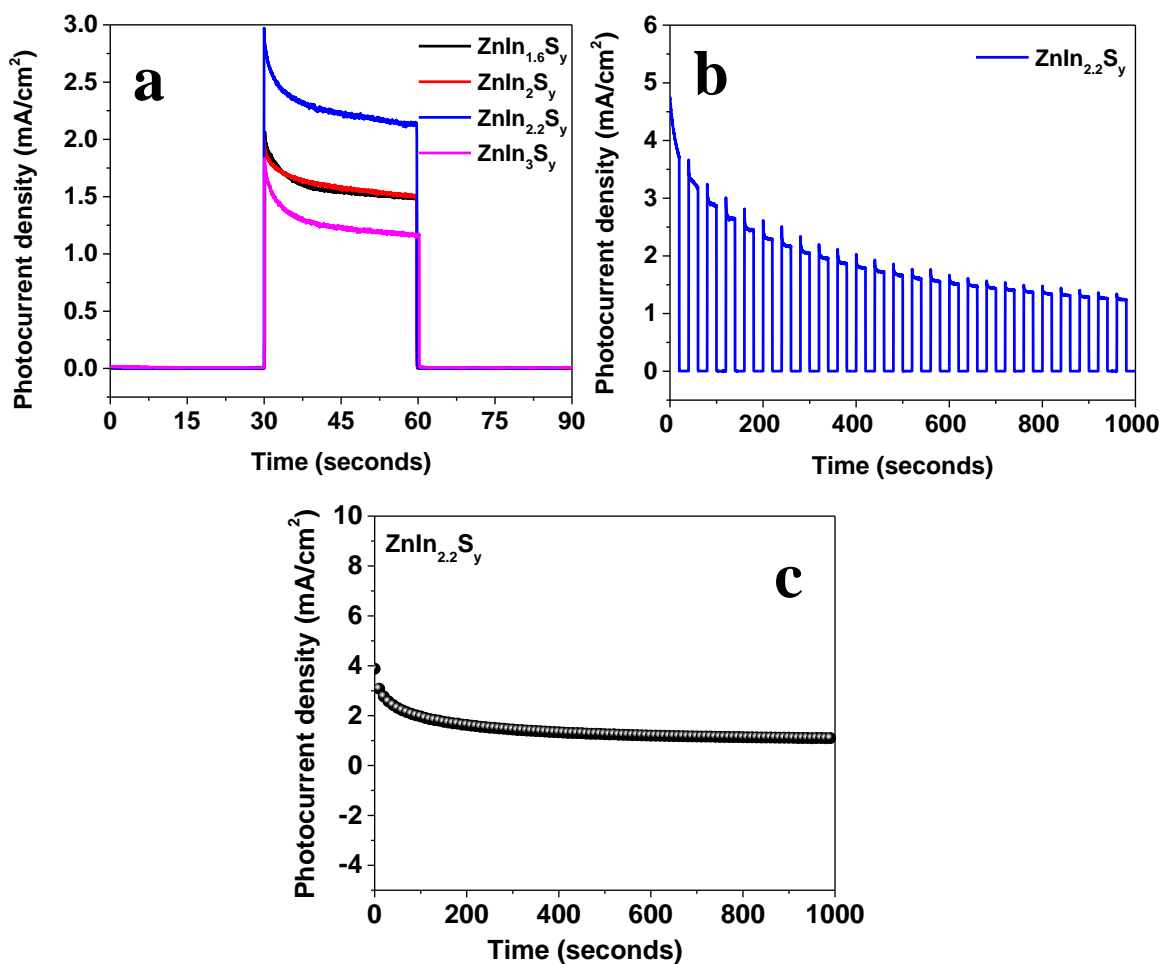 a
ZnIn1.6Sy
ZnIn2Sy
ZnIn2.2Sy
ZnIn3Sy
Photocurrent density (mA/cm2)
3.0
2.5
2.0
1.5
1.0
0.5
0.0
0 15 30 45 60 75 90
Time (seconds)
b
ZnIn2.2Sy
Photocurrent density (mA/cm2)
6
5
4
3
2
1
0
0 200 400 600 800 1000
Time (seconds)
ZnIn2.2Sy
c
Photocurrent density (mA/cm2)
10
8
6
4
2
0
-2
-4
0 200 400 600 800 1000
Time (seconds)